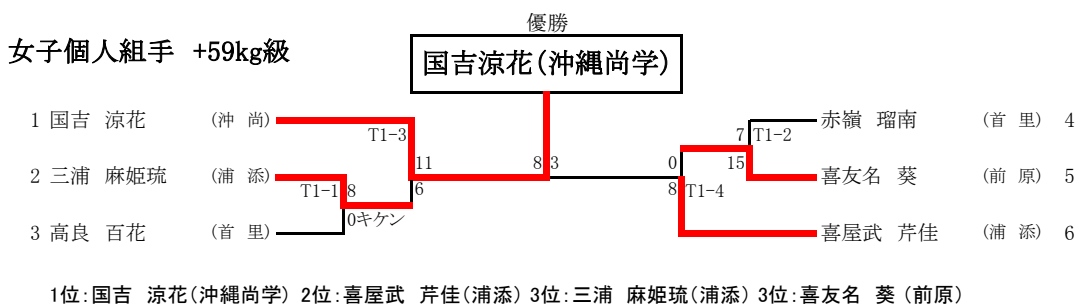 優勝
女子個人組手 +59kg級
国吉涼花(沖縄尚学)
1 国吉 涼花 (沖 尚) 赤嶺 瑠南 (首 里) 4
T1-3 7 T1-2
11 8 3 0 15
2 三浦 麻姫琉 (浦 添) 喜友名 葵 (前 原) 5
T1-1 8 6 8 T1-4
0キケン
3 高良 百花 (首 里) 喜屋武 芹佳 (浦 添) 6
1位:国吉 涼花(沖縄尚学) 2位:喜屋武 芹佳(浦添) 3位:三浦 麻姫琉(浦添) 3位:喜友名 葵 (前原)